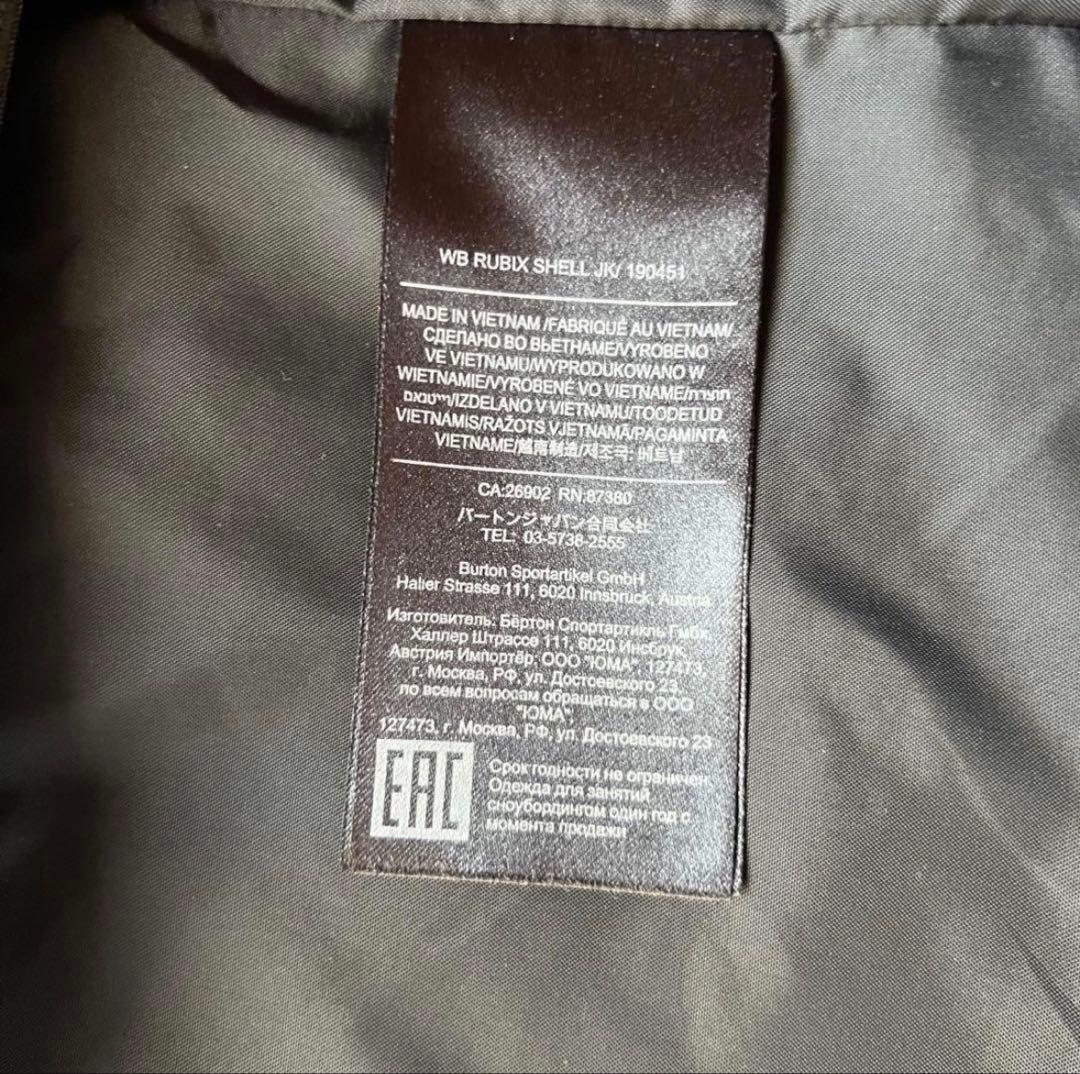 WB RUBIX SHELL JK/ 190451
MADE IN VIETNAM /FABRIQUÉ AU VIETNAM/
СДЕЛАНО ВО ВЬЕТНАМЕ/VYROBENO
VE VIETNAMU/WYPRODUKOWANO W
WIETNAMIE/VYROBENÉ VO VIETNAME/תוצרת
וייטנאם/IZDELANO V VIETNAMU/TOODETUD
VIETNAMIS/RAŽOTS VJETNAMĀ/PAGAMINTA
VIETNAME/越南制造/제조국: 베트남
CA:26902 RN:87380
バートンジャパン合同会社
TEL: 03-5738-2555
Burton Sportartikel GmbH
Haller Strasse 111, 6020 Innsbruck, Austria
Изготовитель: Бёртон Спортартикль Гмбх,
Халлер Штрассе 111, 6020 Инсбрук,
Австрия Импортёр: ООО "ЮМА", 127473,
г. Москва, РФ, ул. Достоевского 23,
по всем вопросам обращаться в ООО
"ЮМА",
127473, г. Москва, РФ, ул. Достоевского 23
EAC
Срок годности не ограничен.
Одежда для занятий
сноубордингом один год с
момента продажи